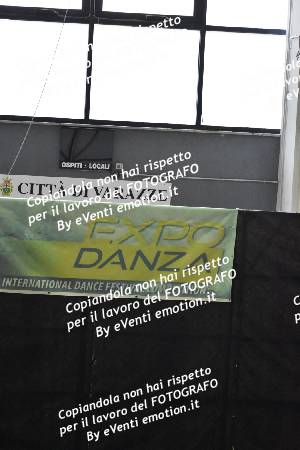 Copiandola non hai rispetto
per il lavoro del FOTOGRAFO
By eVenti emotion.it
OSPITI - LOCALI
Copiandola non hai rispetto
per il lavoro del FOTOGRAFO
By eVenti emotion.it
CITTÀ DI VARAZZE
EXPO
DANZA
INTERNATIONAL DANCE
Copiandola non hai rispetto
per il lavoro del FOTOGRAFO
By eVenti emotion.it
Copiandola non hai rispetto
per il lavoro del FOTOGRAFO
By eVenti emotion.it